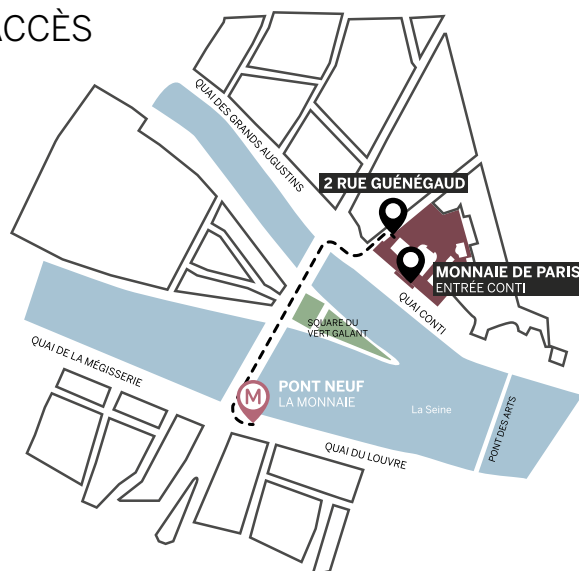 ACCÈS
QUAI DES GRANDS AUGUSTINS
2 RUE GUÉNÉGAUD
MONNAIE DE PARIS
ENTRÉE CONTI
QUAI CONTI
SQUARE DU
VERT GALANT
QUAI DE LA MÉGISSERIE
M
PONT NEUF
LA MONNAIE
La Seine
PONT DES ARTS
QUAI DU LOUVRE